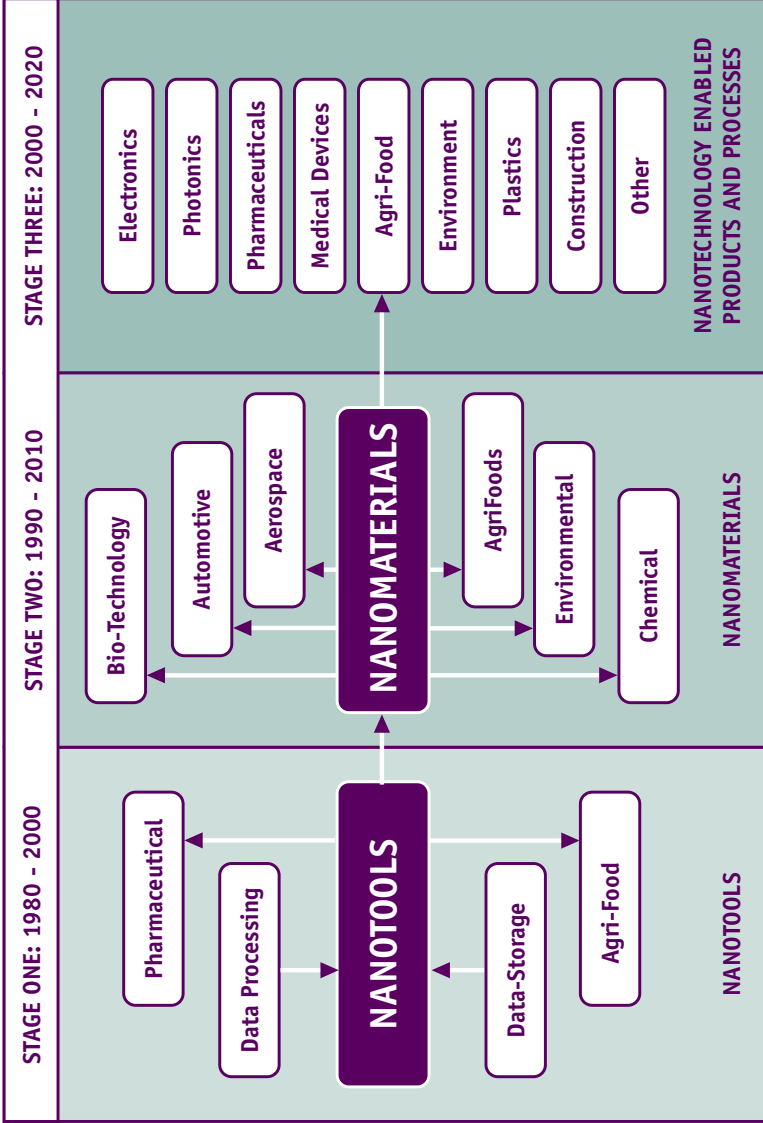 STAGE ONE: 1980 - 2000
STAGE TWO: 1990 - 2010
STAGE THREE: 2000 - 2020
Pharmaceutical
Data Processing
NANOTOOLS
Data-Storage
Agri-Food
NANOTOOLS
Bio-Technology
Automotive
Aerospace
NANOMATERIALS
AgriFoods
Environmental
Chemical
NANOMATERIALS
Electronics
Photonics
Pharmaceuticals
Medical Devices
Agri-Food
Environment
Plastics
Construction
Other
NANOTECHNOLOGY ENABLED
PRODUCTS AND PROCESSES